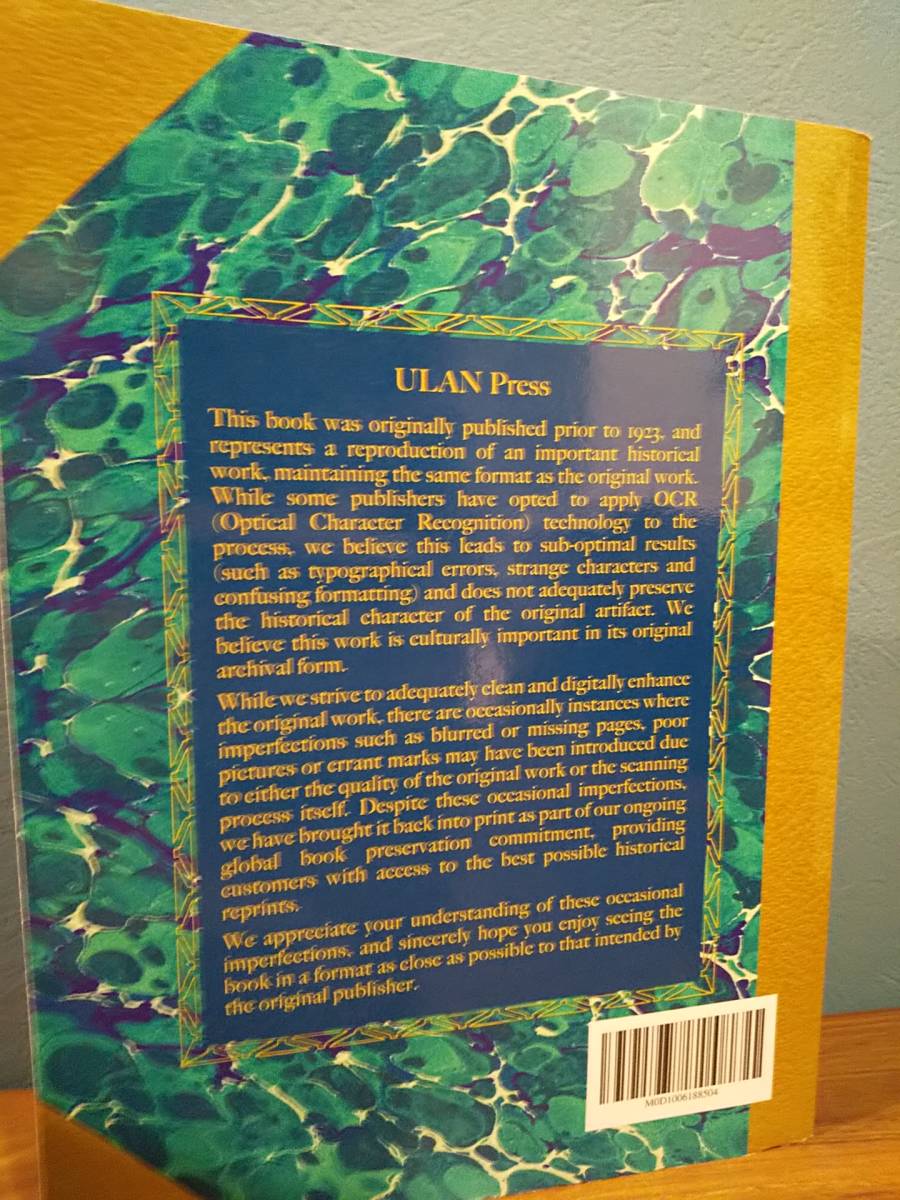 ULAN Press
This book was originally published prior to 1923, and
represents a reproduction of an important historical
work, maintaining the same format as the original work.
While some publishers have opted to apply OCR
(Optical Character Recognition) technology to the
process, we believe this leads to sub-optimal results
(such as typographical errors, strange characters and
confusing formatting) and does not adequately preserve
the historical character of the original artifact. We
believe this work is culturally important in its original
archival form.
While we strive to adequately clean and digitally enhance
the original work, there are occasionally instances where
imperfections such as blurred or missing pages, poor
pictures or errant marks may have been introduced due
to either the quality of the original work or the scanning
process itself. Despite these occasional imperfections,
we have brought it back into print as part of our ongoing
global book preservation commitment, providing
customers with access to the best possible historical
reprints.
We appreciate your understanding of these occasional
imperfections, and sincerely hope you enjoy seeing the
book in a format as close as possible to that intended by
the original publisher.
M0D1006188504